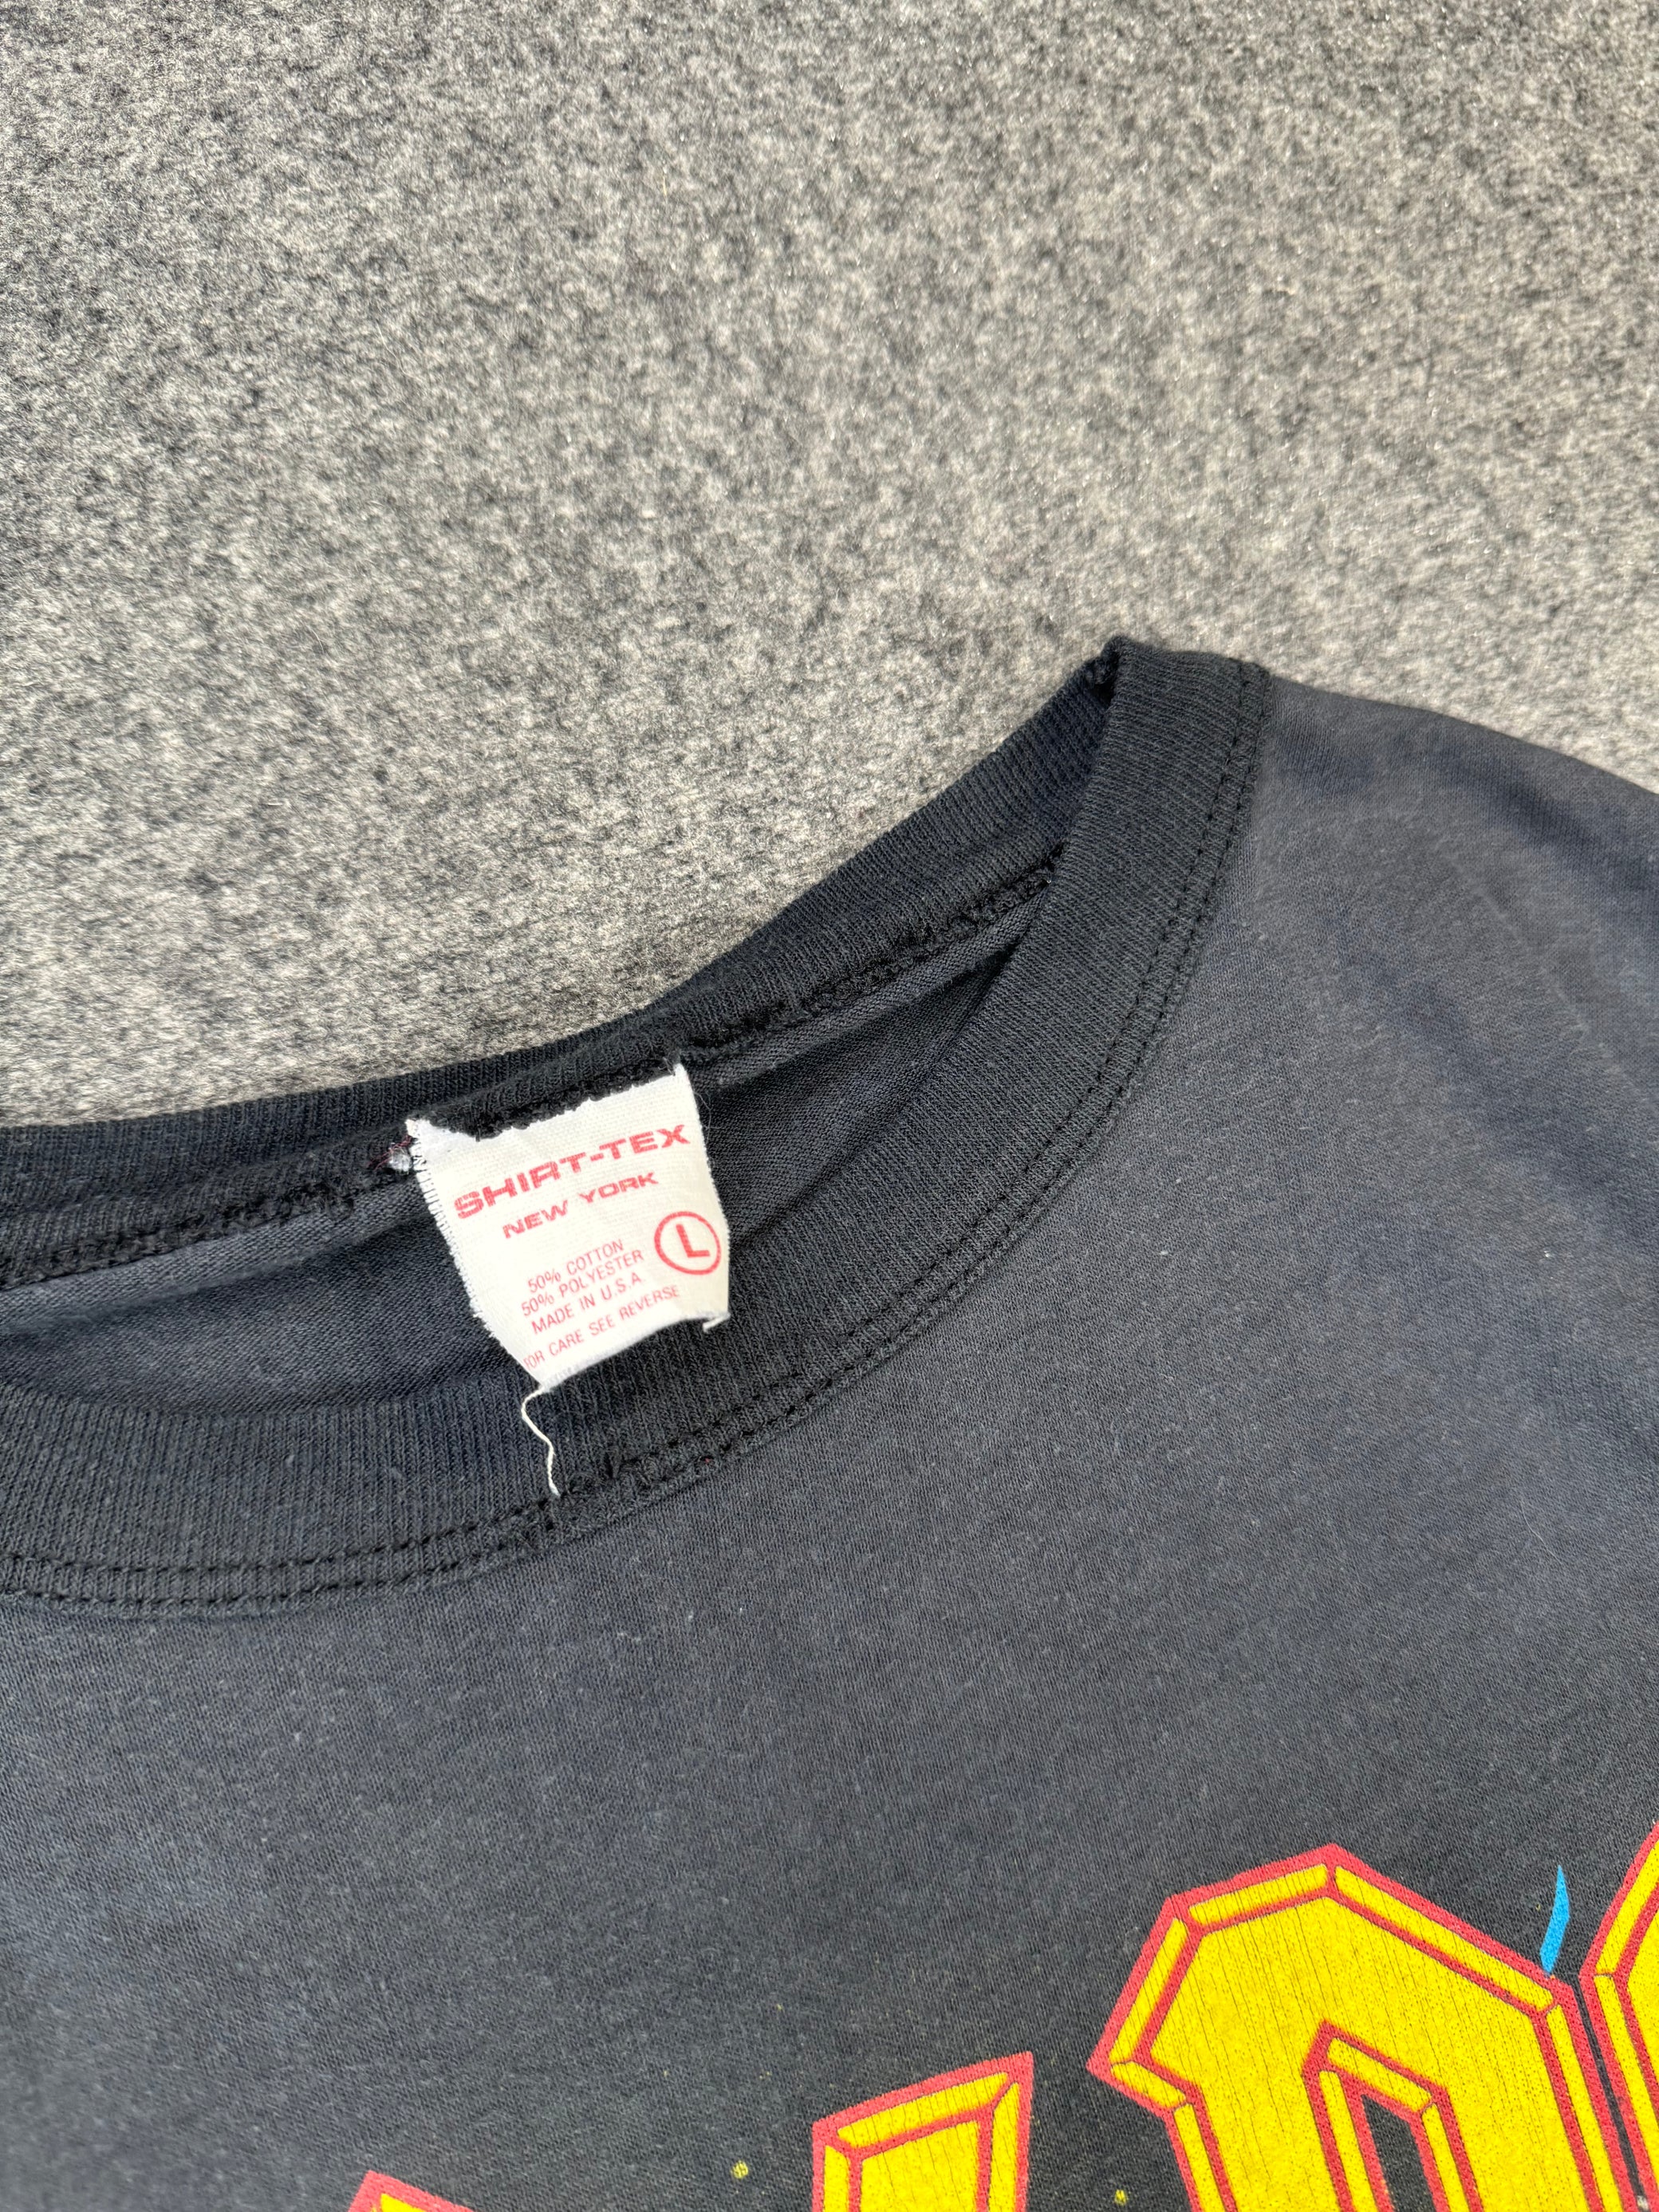 SHIRT-TEX
NEW YORK
L
50% COTTON
50% POLYESTER
MADE IN U.S.A.
FOR CARE SEE REVERSE